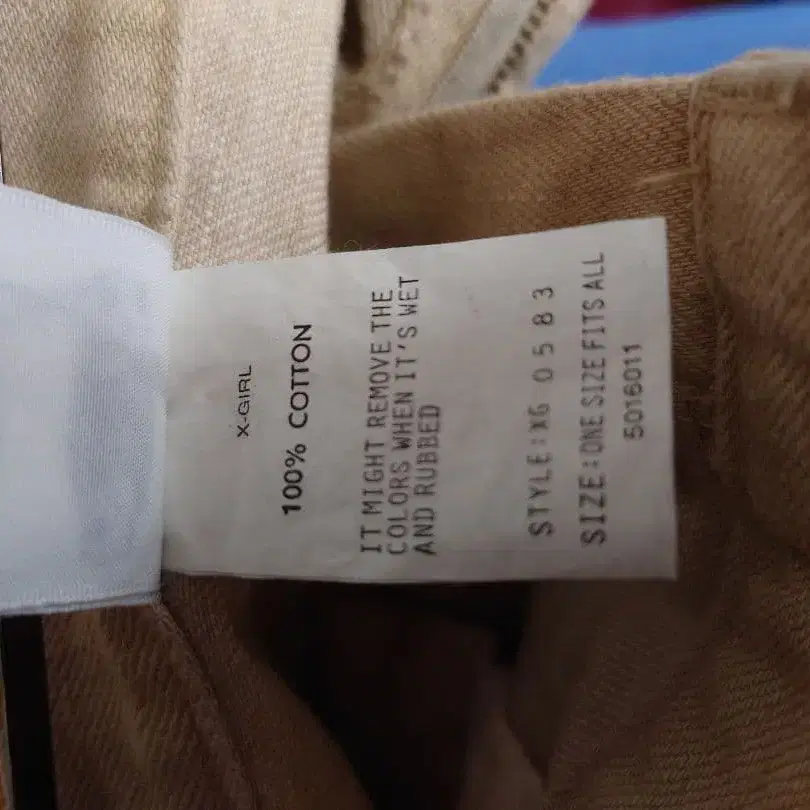 X-GIRL
100% COTTON
IT MIGHT REMOVE THE
COLORS WHEN IT'S WET
AND RUBBED
STYLE:XG 0583
SIZE:ONE SIZE FITS ALL
5016011